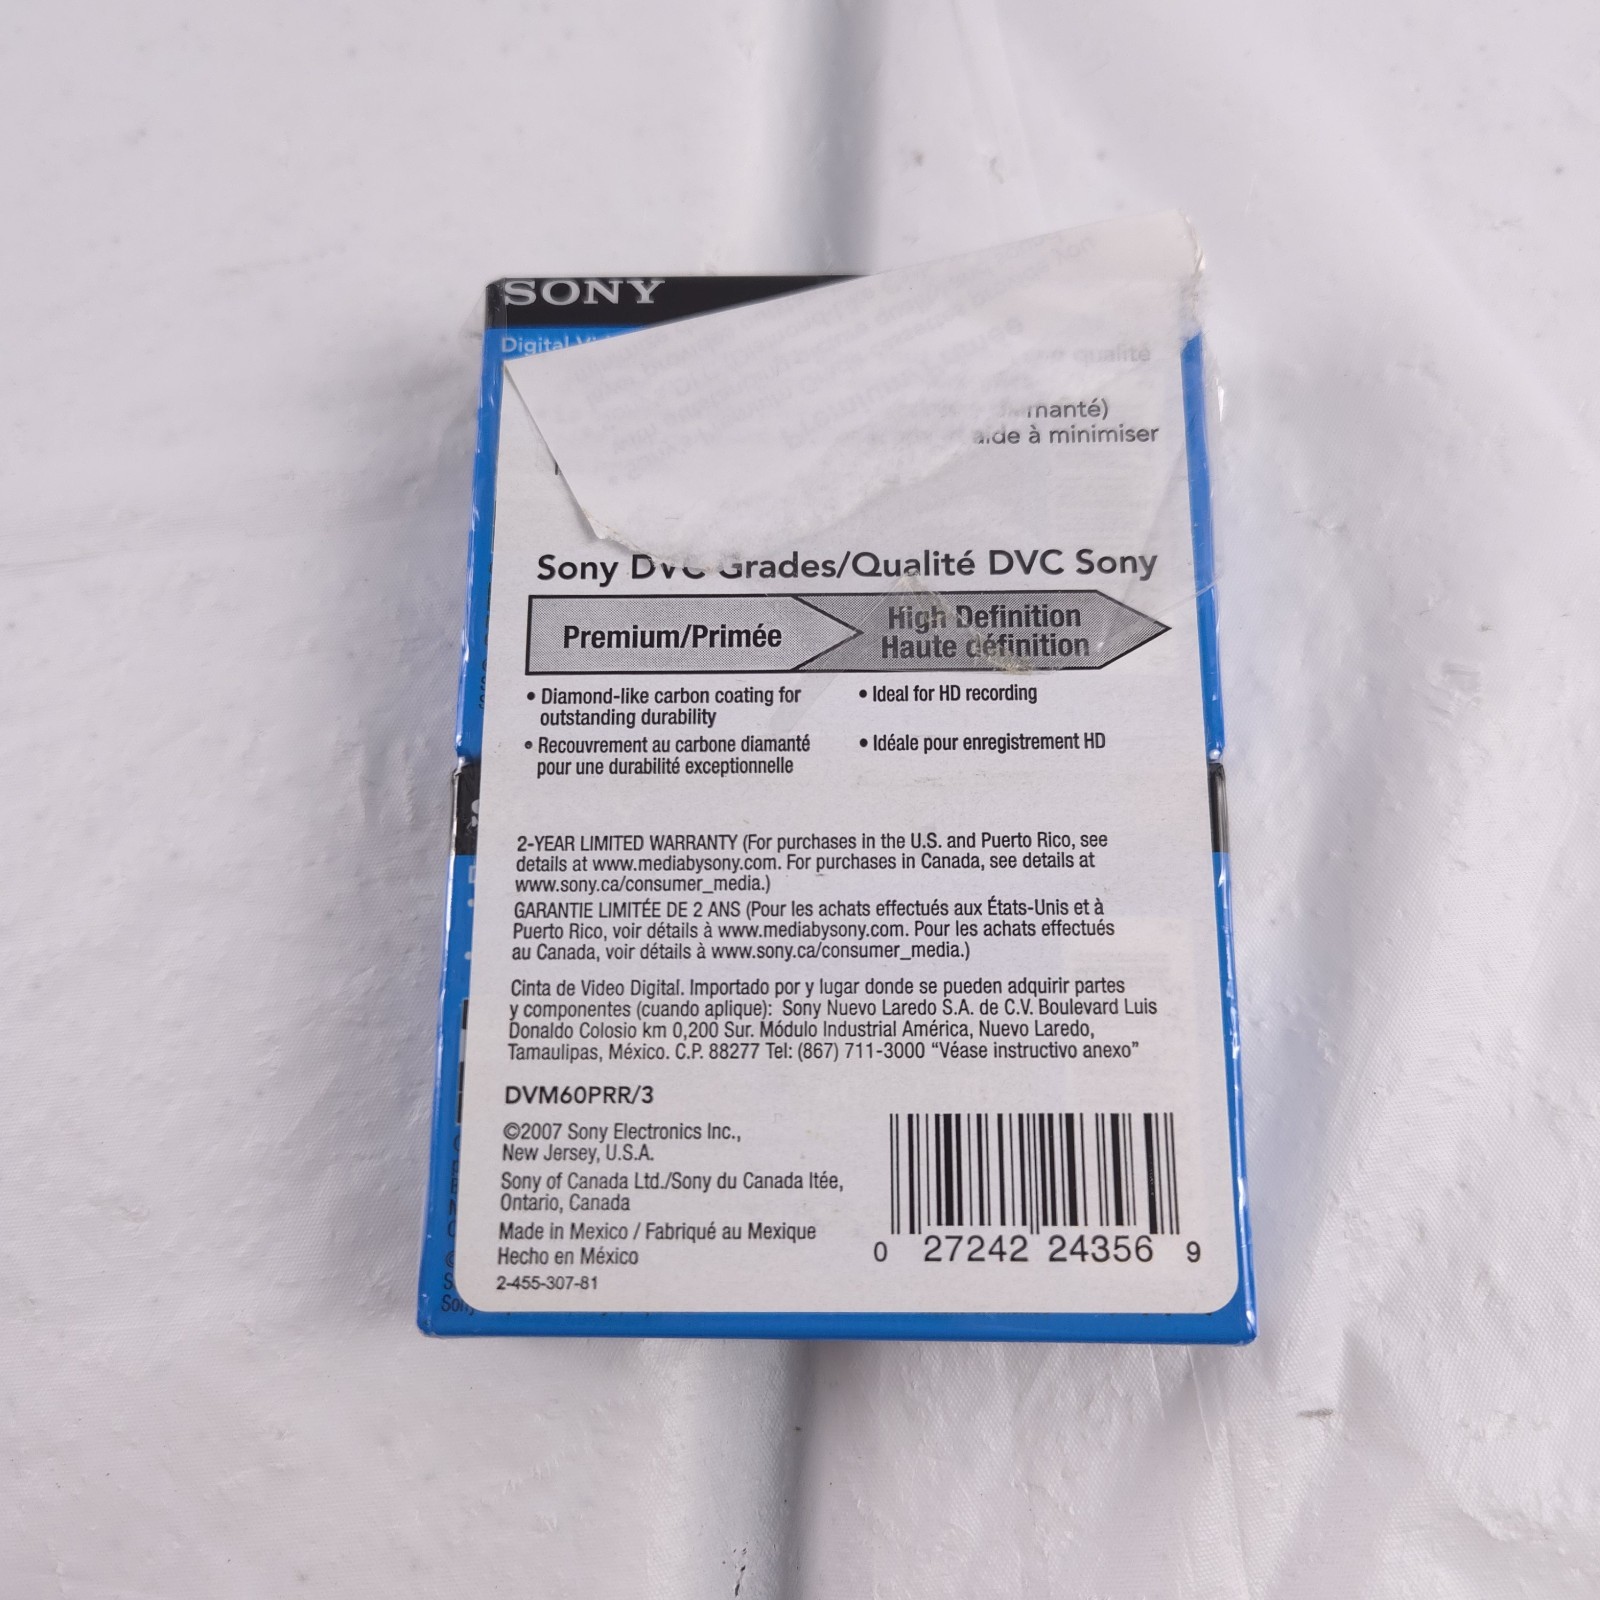 SONY
Digital
qualité
manté)
aide à minimiser
Sony DVC Grades/Qualité DVC Sony
Premium/Primée
High Definition
Haute définition
• Diamond-like carbon coating for
outstanding durability
• Recouvrement au carbone diamanté
pour une durabilité exceptionnelle
• Ideal for HD recording
• Idéale pour enregistrement HD
2-YEAR LIMITED WARRANTY (For purchases in the U.S. and Puerto Rico, see
details at www.mediabysony.com. For purchases in Canada, see details at
www.sony.ca/consumer_media.)
GARANTIE LIMITÉE DE 2 ANS (Pour les achats effectués aux États-Unis et à
Puerto Rico, voir détails à www.mediabysony.com. Pour les achats effectués
au Canada, voir détails à www.sony.ca/consumer_media.)
Cinta de Video Digital. Importado por y lugar donde se pueden adquirir partes
y componentes (cuando aplique): Sony Nuevo Laredo S.A. de C.V. Boulevard Luis
Donaldo Colosio km 0,200 Sur. Módulo Industrial América, Nuevo Laredo,
Tamaulipas, México. C.P. 88277 Tel: (867) 711-3000 “Véase instructivo anexo”
DVM60PRR/3
©2007 Sony Electronics Inc.,
New Jersey, U.S.A.
Sony of Canada Ltd./Sony du Canada ltée,
Ontario, Canada
Made in Mexico / Fabriqué au Mexique
Hecho en México
2-455-307-81
0 27242 24356 9